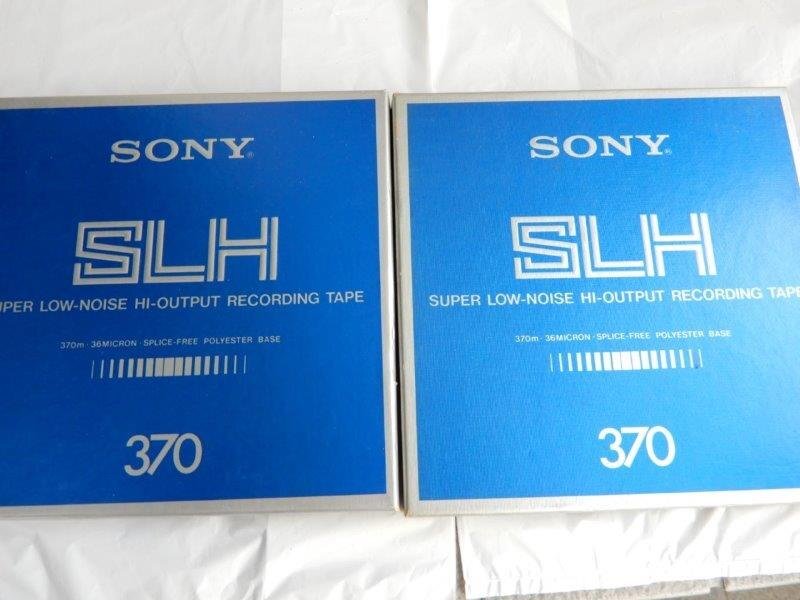 SONY®
SLH
UPER LOW-NOISE HI-OUTPUT RECORDING TAPE
370m · 36MICRON · SPLICE-FREE POLYESTER BASE
370
SONY®
SLH
SUPER LOW-NOISE HI-OUTPUT RECORDING TAPE
370m · 36MICRON · SPLICE-FREE POLYESTER BASE
370